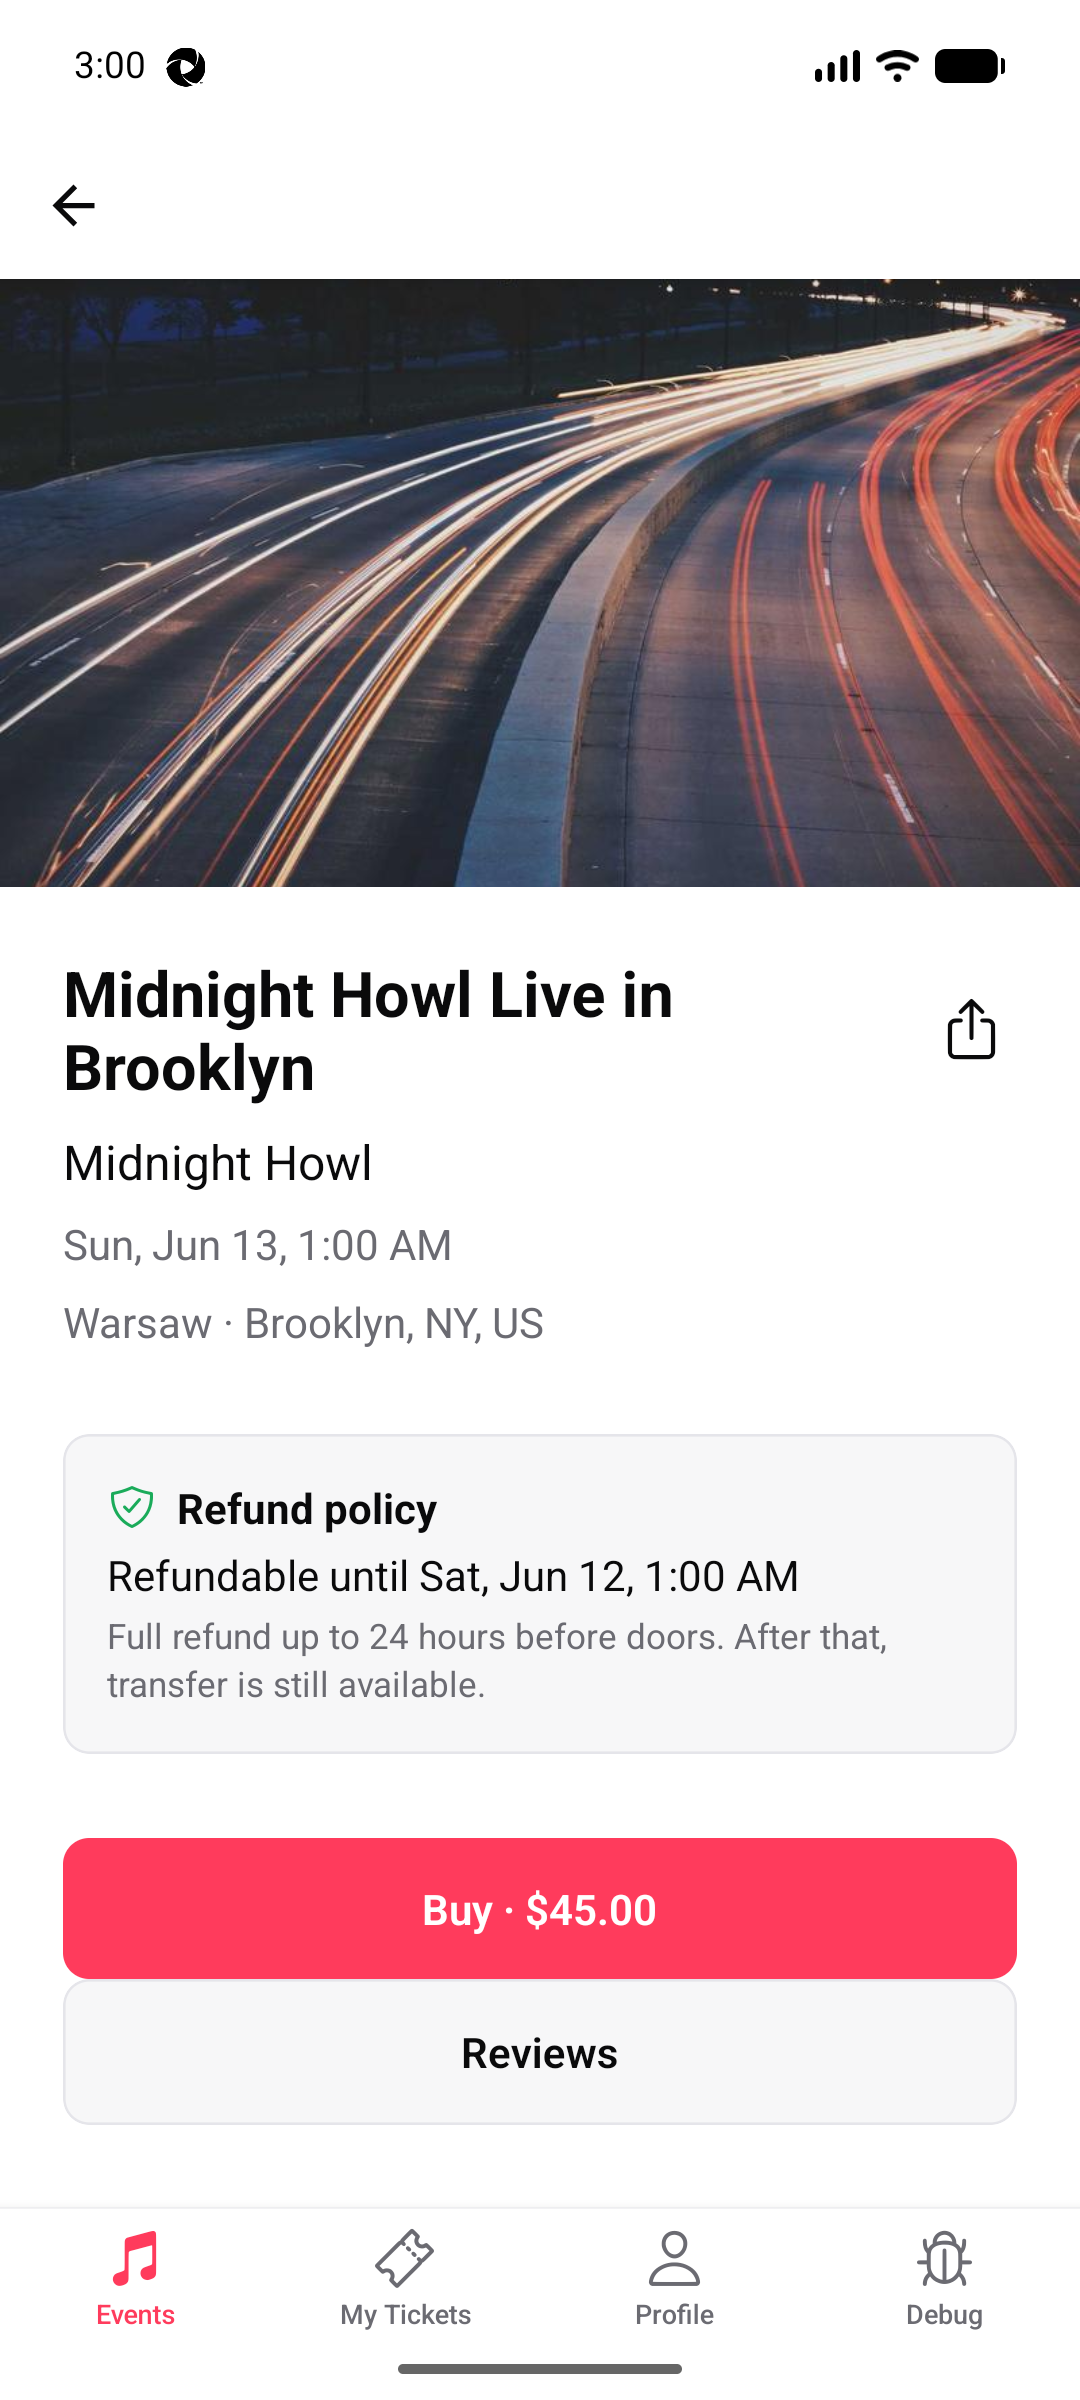 3:00
Midnight Howl Live in
Brooklyn
Midnight Howl
Sun, Jun 13, 1:00 AM
Warsaw · Brooklyn, NY, US
Refund policy
Refundable until Sat, Jun 12, 1:00 AM
Full refund up to 24 hours before doors. After that,
transfer is still available.
Buy · $45.00
Reviews
Events
My Tickets
Profile
Debug